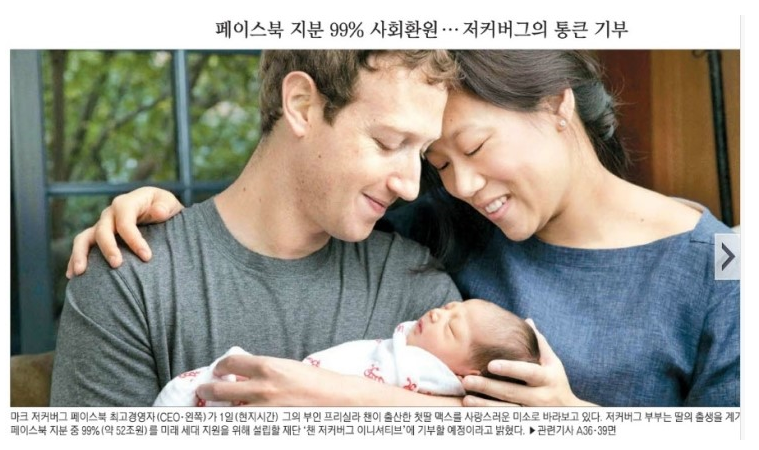 페이스북 지분 99% 사회환원… 저커버그의 통큰 기부
마크 저커버그 페이스북 최고경영자(CEO·왼쪽)가 1일(현지시간) 그의 부인 프리실라 챈이 출산한 첫딸 맥스를 사랑스러운 미소로 바라보고 있다. 저커버그 부부는 딸의 출생을 계기
페이스북 지분 중 99%(약 52조원)를 미래 세대 지원을 위해 설립할 재단 ‘챈 저커버그 이니셔티브’에 기부할 예정이라고 밝혔다. ▶관련기사 A36·39면